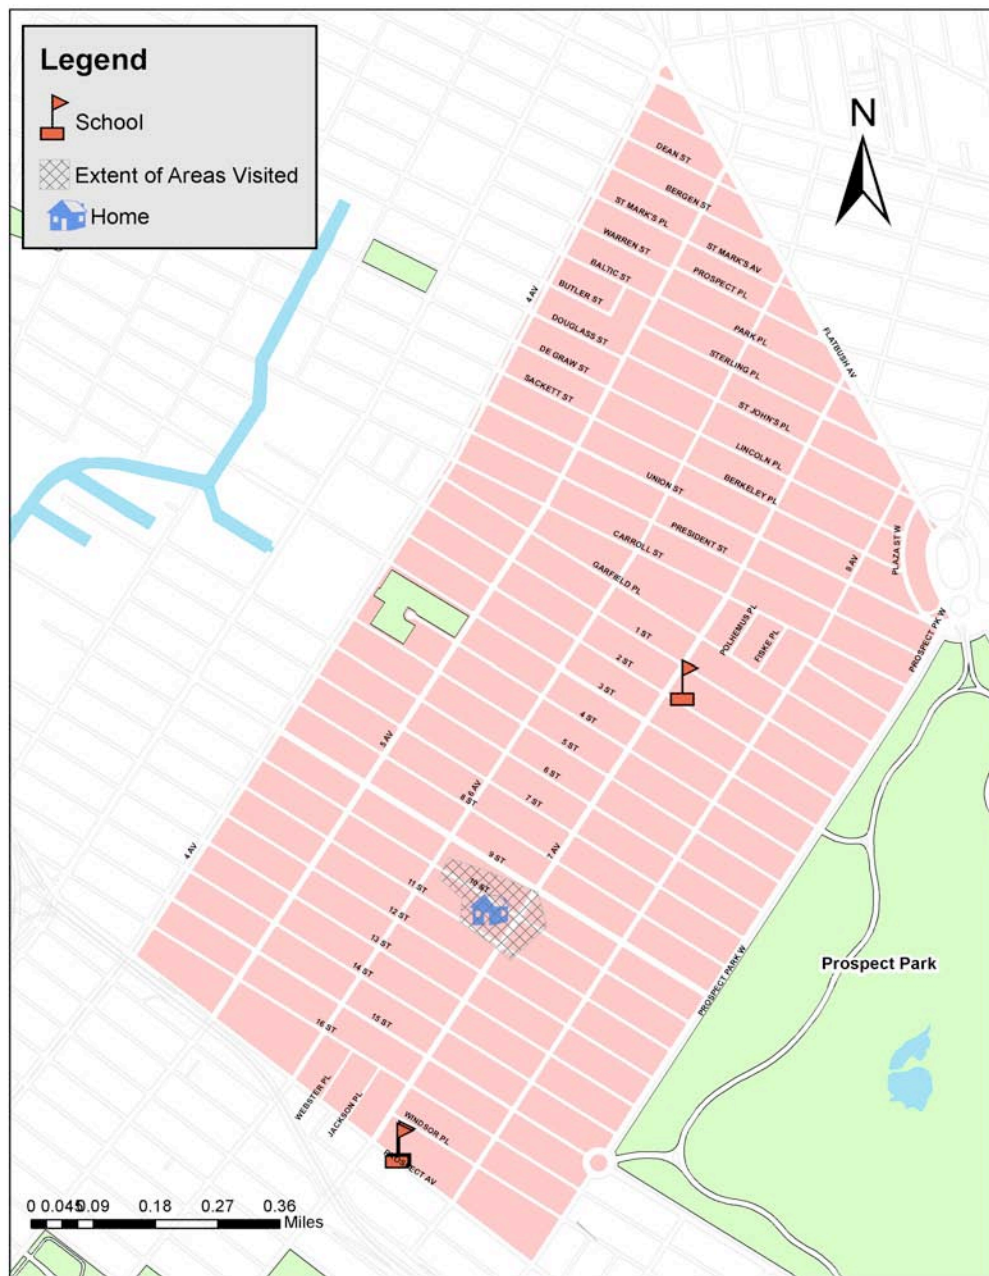 Legend
School
Extent of Areas Visited
Home
N
DEAN ST
BERGEN ST
ST MARK'S PL
WARREN ST
ST MARK'S AV
BALTIC ST
PROSPECT PL
BUTLER ST
4 AV
DOUGLASS ST
PARK PL
FLATBUSH AV
DE GRAW ST
STERLING PL
SACKETT ST
ST JOHN'S PL
LINCOLN PL
UNION ST
BERKELEY PL
PRESIDENT ST
CARROLL ST
8 AV
PLAZA ST W
GARFIELD PL
1 ST
POLHEMUS PL
FISKE PL
PROSPECT PK W
2 ST
3 ST
4 ST
5 AV
5 ST
6 ST
6 AV
8 ST
7 ST
4 AV
9 ST
7 AV
10 ST
11 ST
12 ST
13 ST
PROSPECT PARK W
Prospect Park
14 ST
15 ST
16 ST
WEBSTER PL
JACKSON PL
WINDSOR PL
0 0.045 0.09 0.18 0.27 0.36
Miles